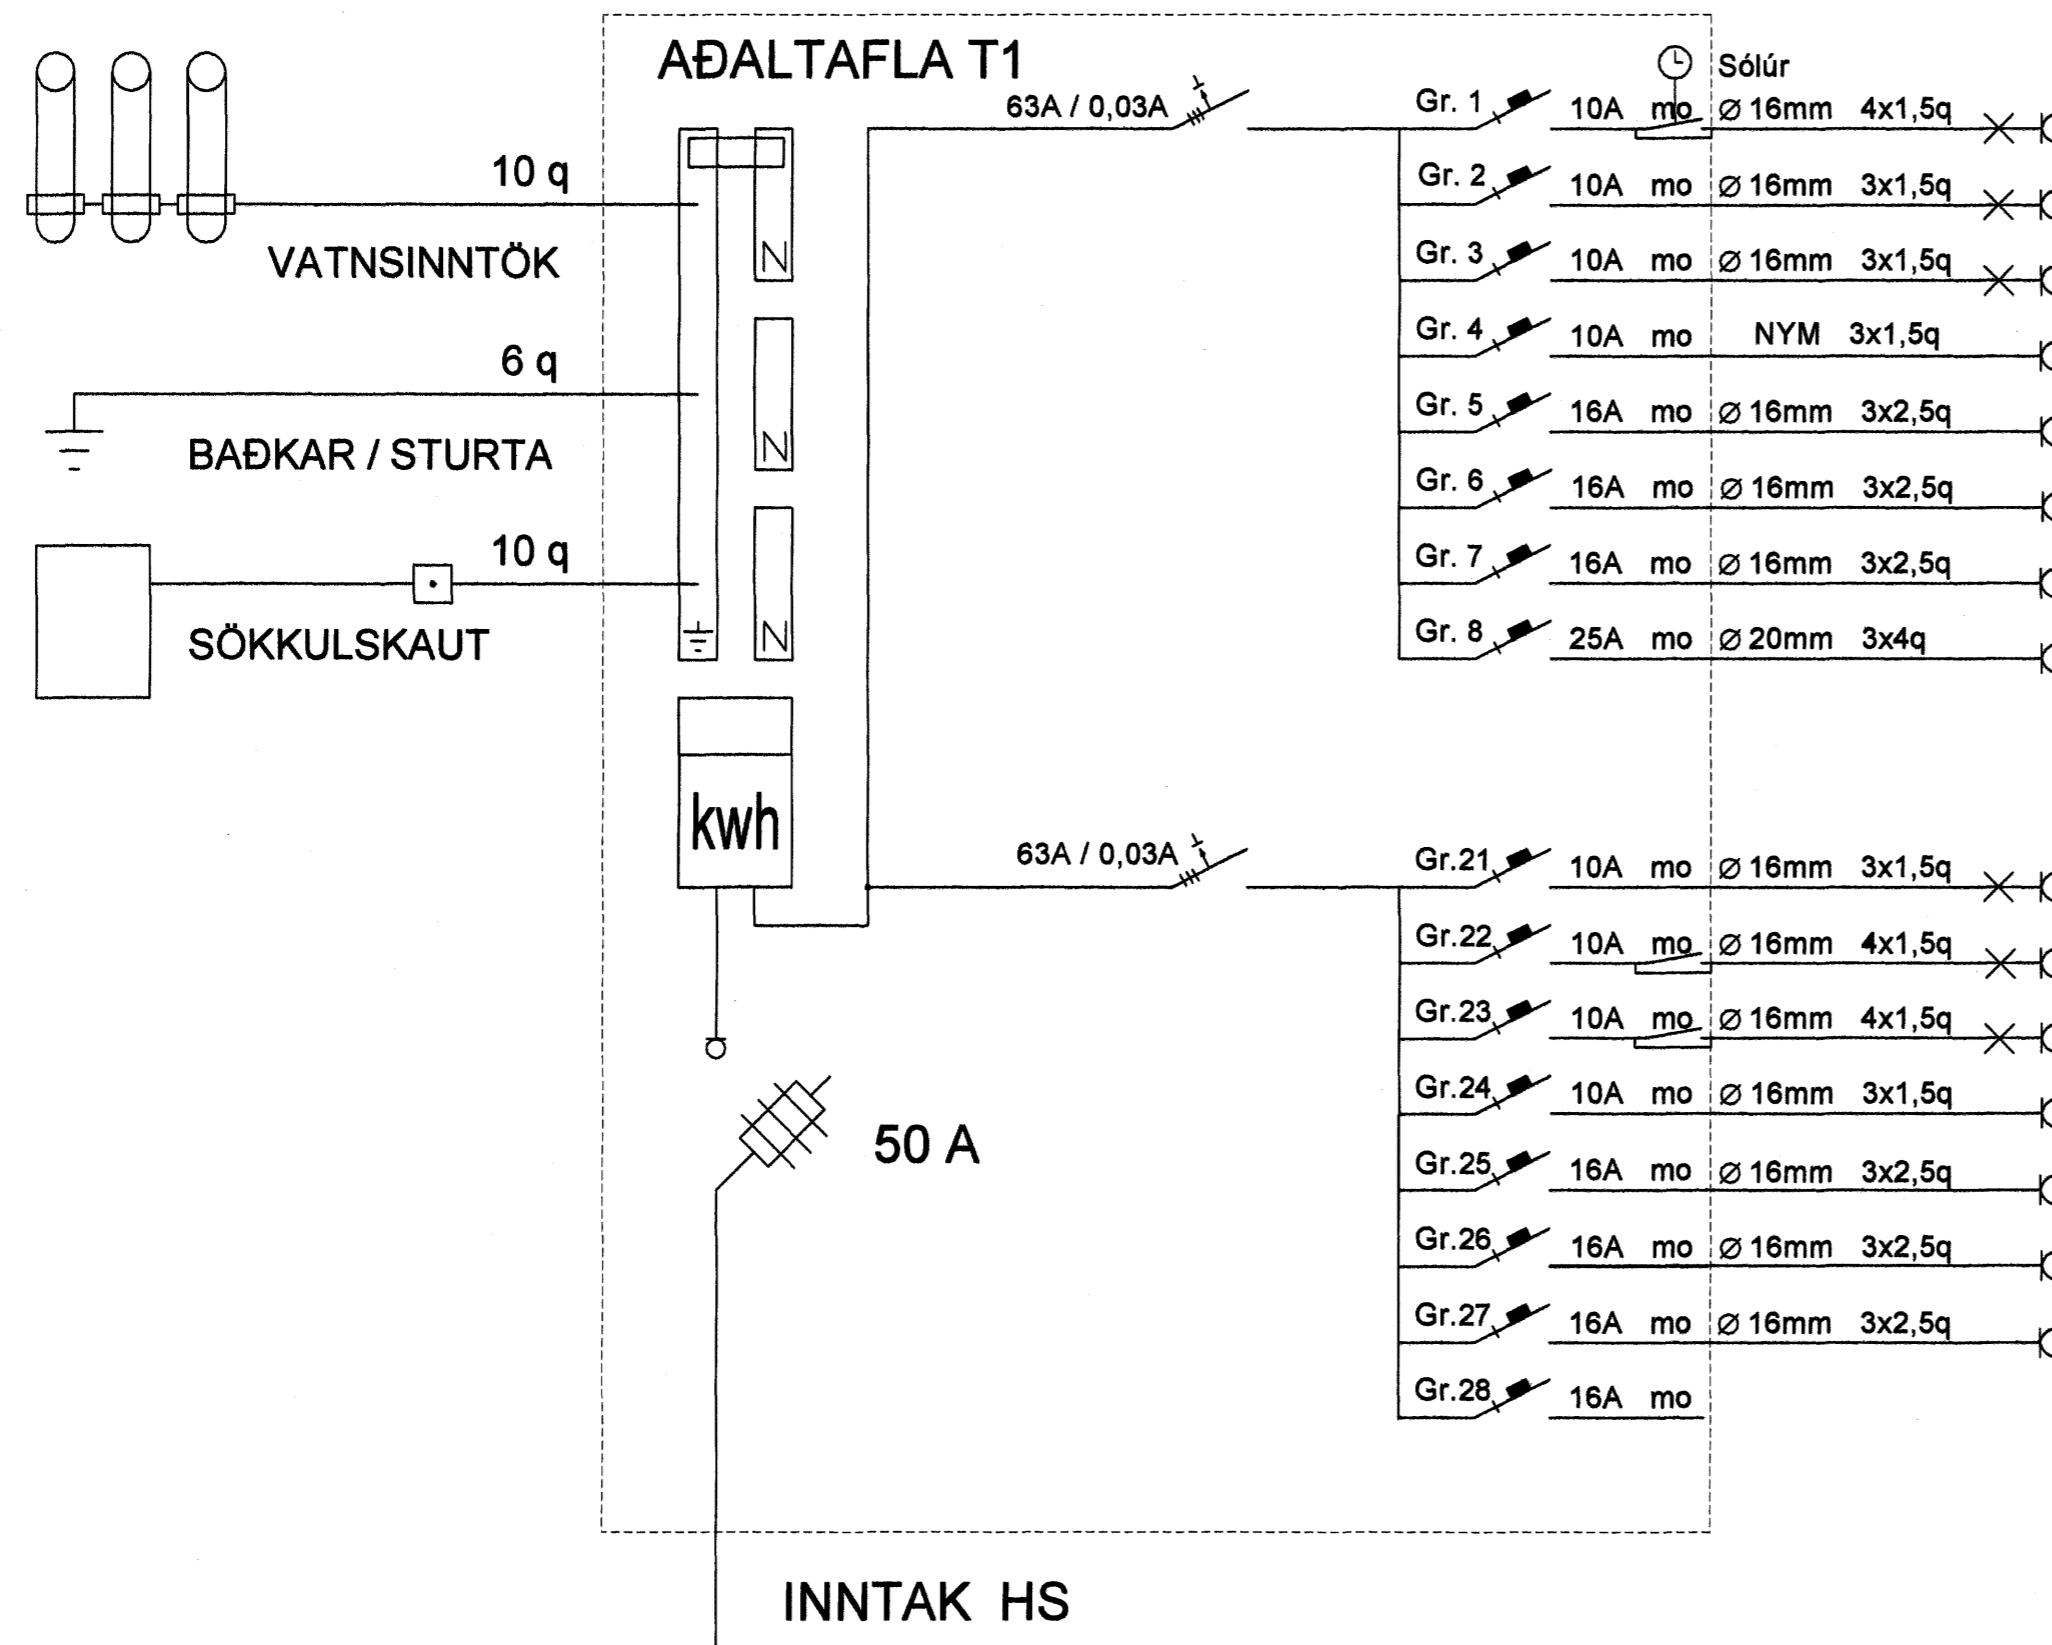 AÐALTAFLA T1
Sólúr
63A / 0,03A
Gr. 1 10A mo Ø 16mm 4x1,5q
10 q
Gr. 2 10A mo Ø 16mm 3x1,5q
VATNSINNTÖK
N
Gr. 3 10A mo Ø 16mm 3x1,5q
6 q
Gr. 4 10A mo NYM 3x1,5q
BAÐKAR / STURTA
N
Gr. 5 16A mo Ø 16mm 3x2,5q
Gr. 6 16A mo Ø 16mm 3x2,5q
10 q
Gr. 7 16A mo Ø 16mm 3x2,5q
SÖKKULSKAUT
N
Gr. 8 25A mo Ø 20mm 3x4q
kwh
63A / 0,03A
Gr.21 10A mo Ø 16mm 3x1,5q
Gr.22 10A mo Ø 16mm 4x1,5q
Gr.23 10A mo Ø 16mm 4x1,5q
Gr.24 10A mo Ø 16mm 3x1,5q
50 A
Gr.25 16A mo Ø 16mm 3x2,5q
Gr.26 16A mo Ø 16mm 3x2,5q
Gr.27 16A mo Ø 16mm 3x2,5q
Gr.28 16A mo
INNTAK HS